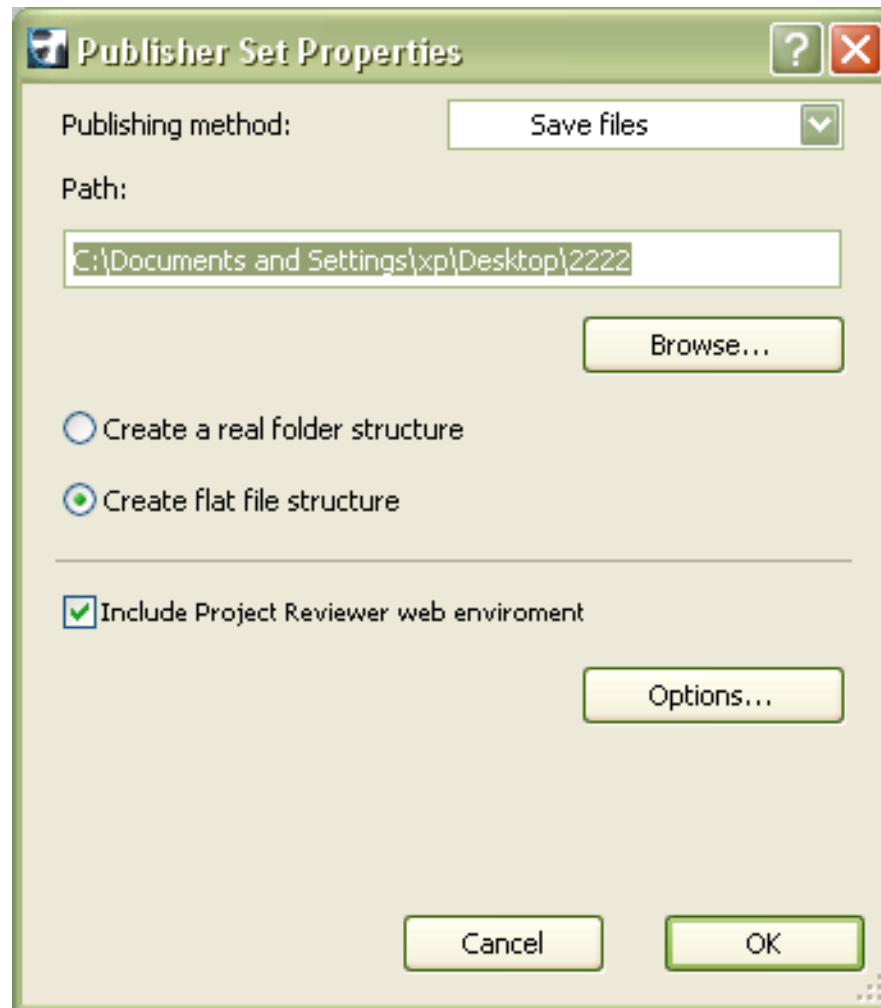 Publisher Set Properties
Publishing method: Save files
Path:
C:\Documents and Settings\xp\Desktop\2222
Browse...
Create a real folder structure
Create flat file structure
Include Project Reviewer web enviroment
Options...
Cancel OK